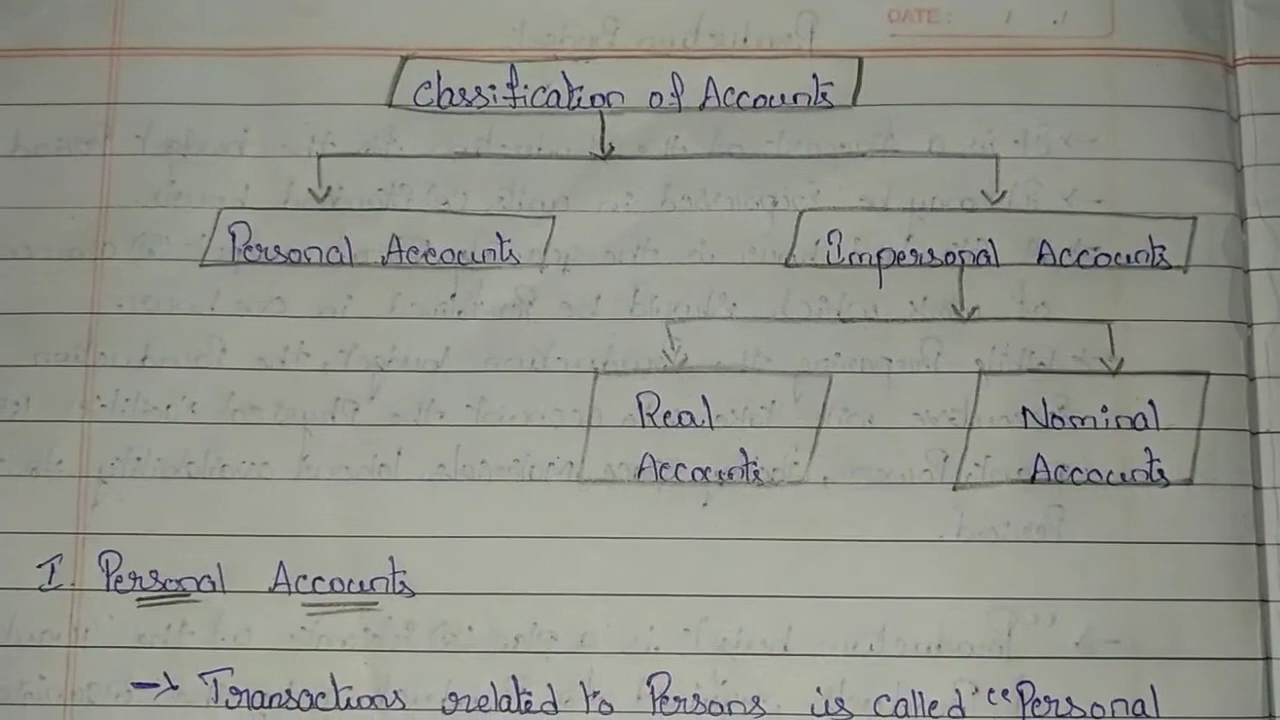 DATE: / /
Classification of Accounts
Personal Accounts
Impersonal Accounts
Real
Accounts
Nominal
Accounts
I. Personal Accounts
→ Transactions related to Persons is called "Personal